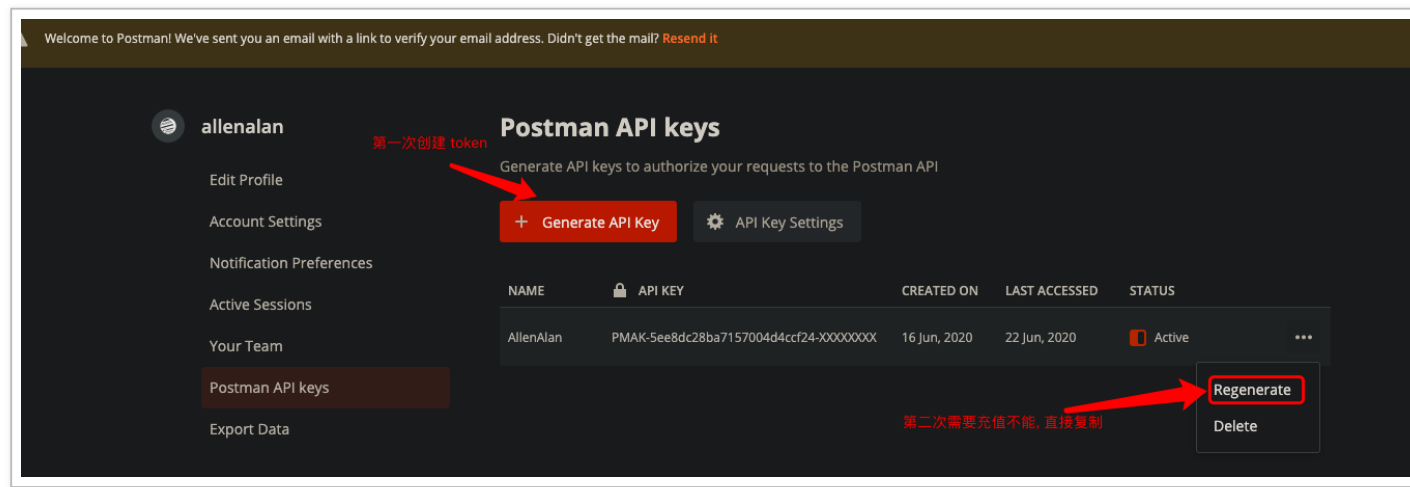 Welcome to Postman! We've sent you an email with a link to verify your email address. Didn't get the mail? Resend it
allenalan
Edit Profile
Account Settings
Notification Preferences
Active Sessions
Your Team
Postman API keys
Export Data
第一次创建 token
Postman API keys
Generate API keys to authorize your requests to the Postman API
+ Generate API Key
API Key Settings
NAME API KEY CREATED ON LAST ACCESSED STATUS
AllenAlan PMAK-5ee8dc28ba7157004d4ccf24-XXXXXXXX 16 Jun, 2020 22 Jun, 2020 Active •••
Regenerate
Delete
第二次需要充值不能, 直接复制